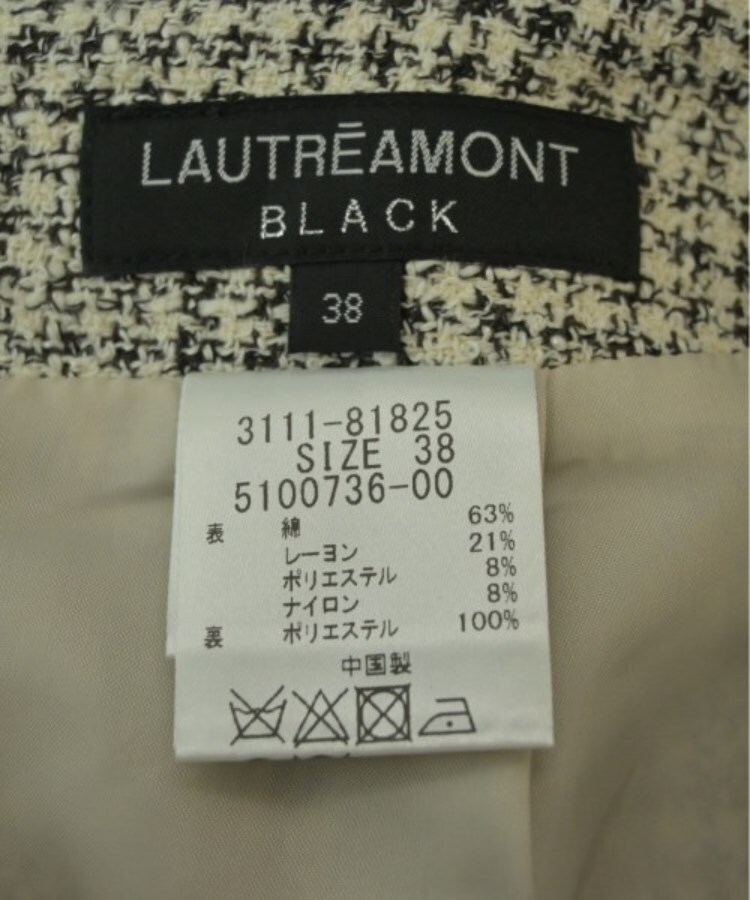 LAUTRĒAMONT
BLACK
38
3111-81825
SIZE 38
5100736-00
表 綿 63%
レーヨン 21%
ポリエステル 8%
ナイロン 8%
裏 ポリエステル 100%
中国製